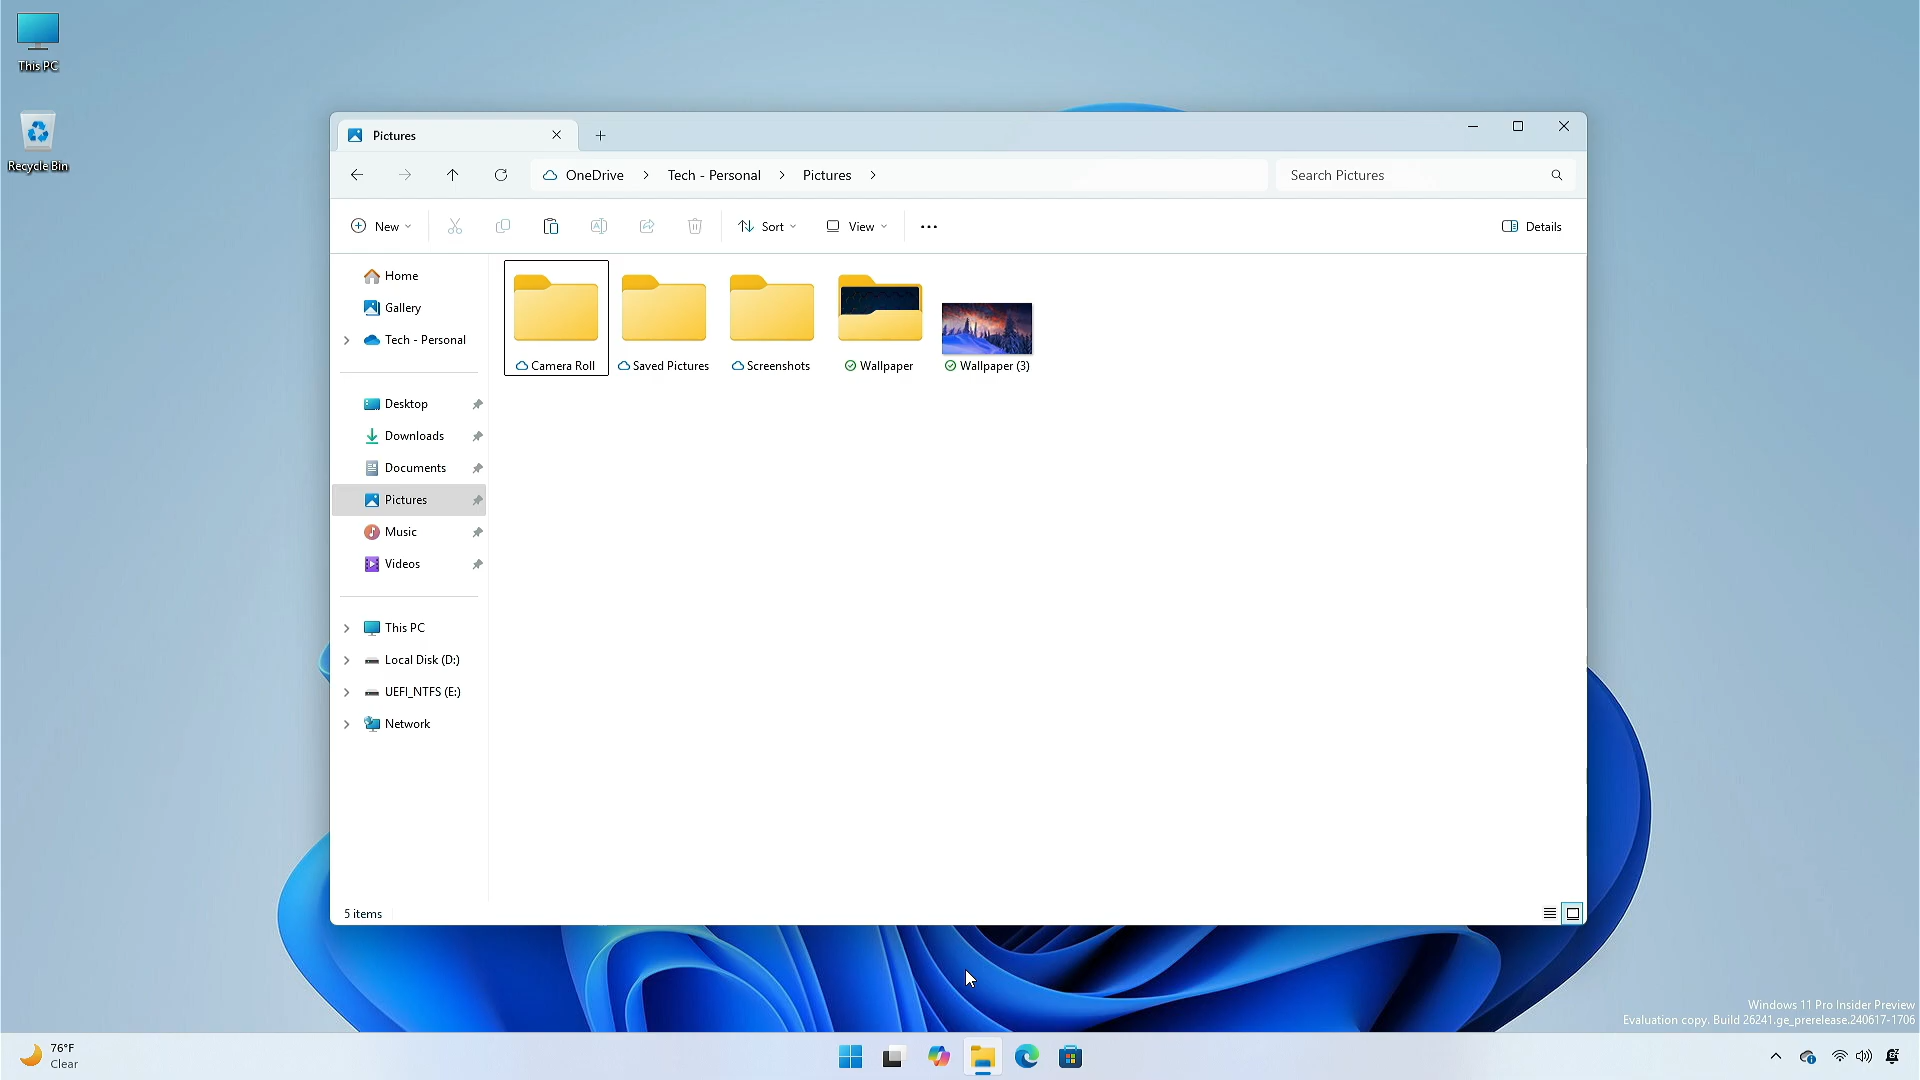 This PC
Recycle Bin
Pictures
OneDrive
Tech - Personal
Pictures
Search Pictures
New
Sort
View
Details
Home
Gallery
Tech - Personal
Desktop
Downloads
Documents
Pictures
Music
Videos
This PC
Local Disk (D:)
UEFI_NTFS (E:)
Network
Camera Roll
Saved Pictures
Screenshots
Wallpaper
Wallpaper (3)
5 items
Windows 11 Pro Insider Preview
Evaluation copy. Build 26241.ge_prerelease.240617-1706
76°F
Clear